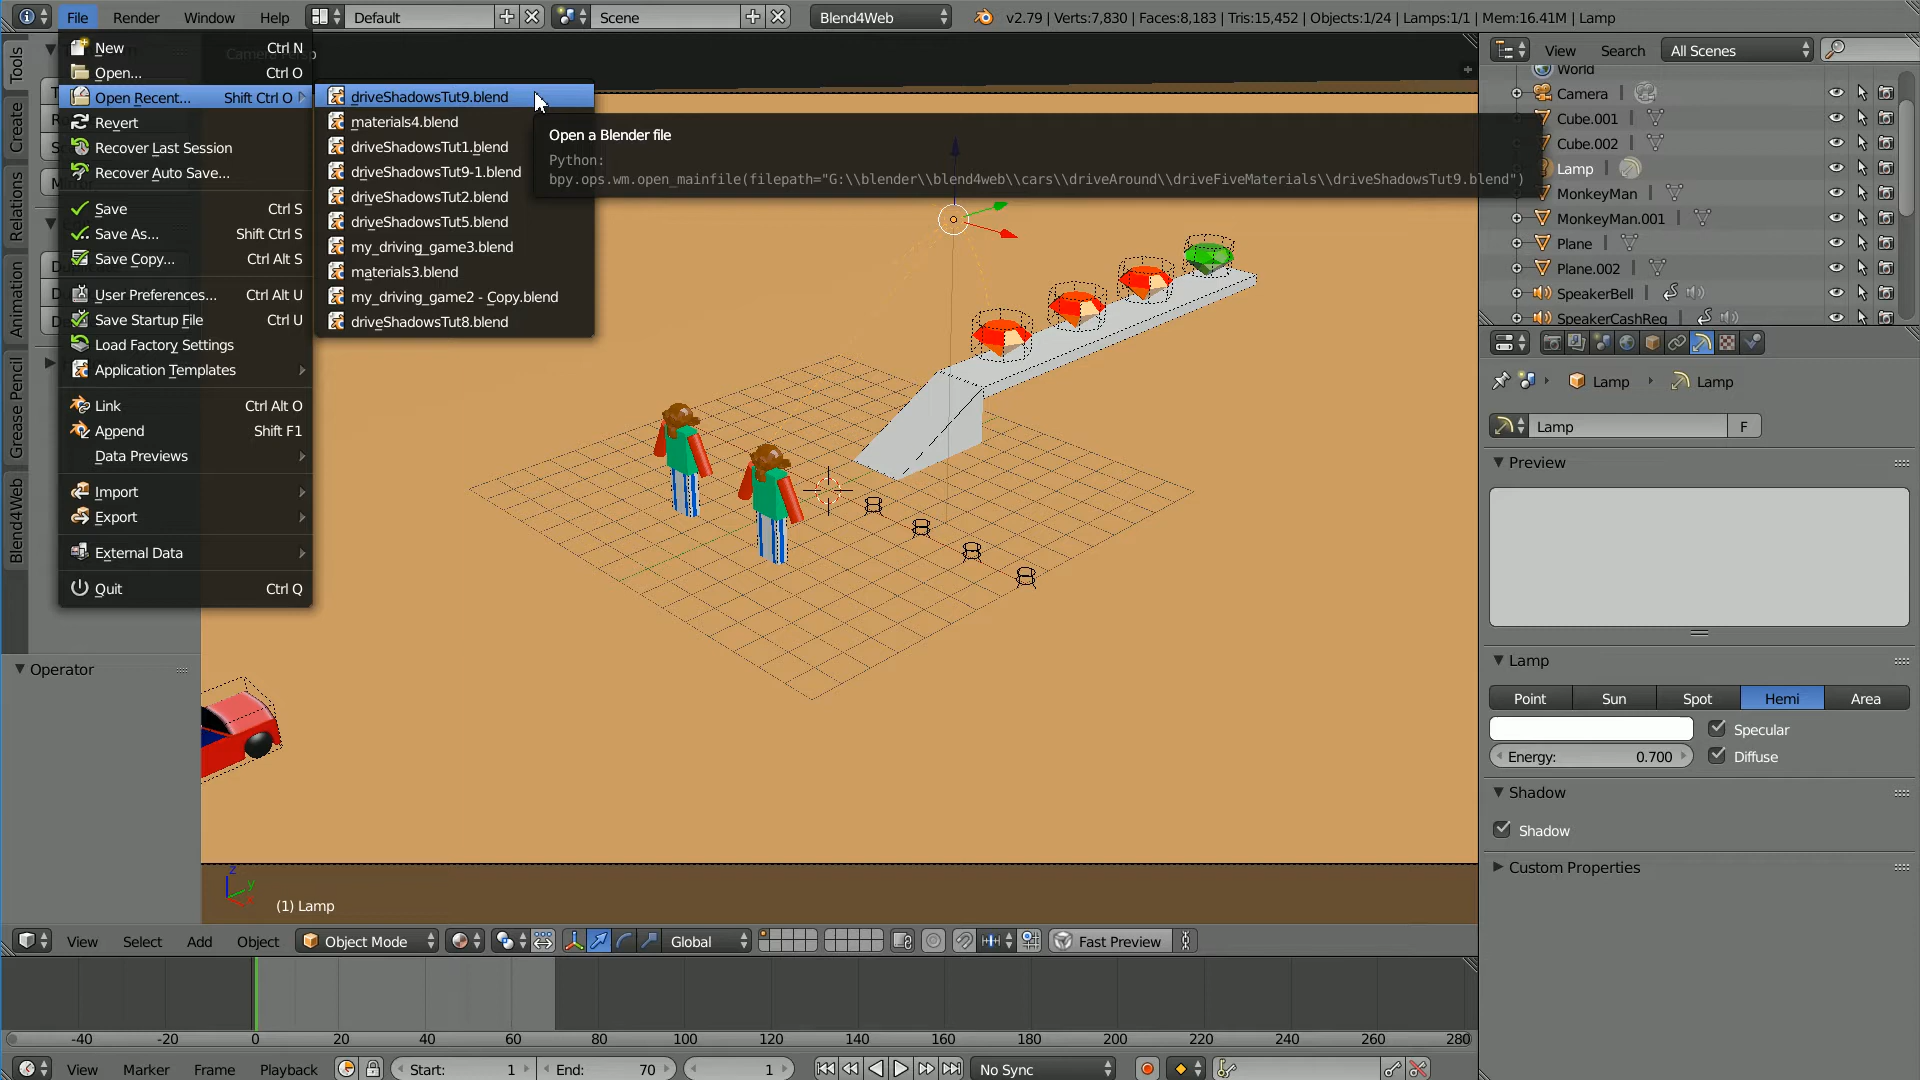 File Render Window Help Default Scene Blend4Web v2.79 | Verts:7,830 | Faces:8,183 | Tris:15,452 | Objects:1/24 | Lamps:1/1 | Mem:16.41M | Lamp
New Ctrl N
Open... Ctrl O
Open Recent... Shift Ctrl O
Revert
Recover Last Session
Recover Auto Save...
Save Ctrl S
Save As... Shift Ctrl S
Save Copy... Ctrl Alt S
User Preferences... Ctrl Alt U
Save Startup File Ctrl U
Load Factory Settings
Application Templates
Link Ctrl Alt O
Append Shift F1
Data Previews
Import
Export
External Data
Quit Ctrl Q
driveShadowsTut9.blend
materials4.blend
driveShadowsTut1.blend
driveShadowsTut9-1.blend
driveShadowsTut2.blend
driveShadowsTut5.blend
my_driving_game3.blend
materials3.blend
my_driving_game2 - Copy.blend
driveShadowsTut8.blend
Open a Blender file
Python:
bpy.ops.wm.open_mainfile(filepath="G:\\blender\\blend4web\\cars\\driveAround\\driveFiveMaterials\\driveShadowsTut9.blend")
Tools
Create
Relations
Animation
Grease Pencil
Blend4Web
Operator
(1) Lamp
z
y
View Select Add Object Object Mode Global Fast Preview
-40 -20 0 20 40 60 80 100 120 140 160 180 200 220 240 260 280
View Marker Frame Playback Start: 1 End: 70 1 No Sync
View Search All Scenes
World
Camera
Cube.001
Cube.002
Lamp
MonkeyMan
MonkeyMan.001
Plane
Plane.002
SpeakerBell
SpeakerCashReg
Lamp Lamp
Lamp F
Preview
Lamp
Point Sun Spot Hemi Area
Specular
Energy: 0.700 Diffuse
Shadow
Shadow
Custom Properties